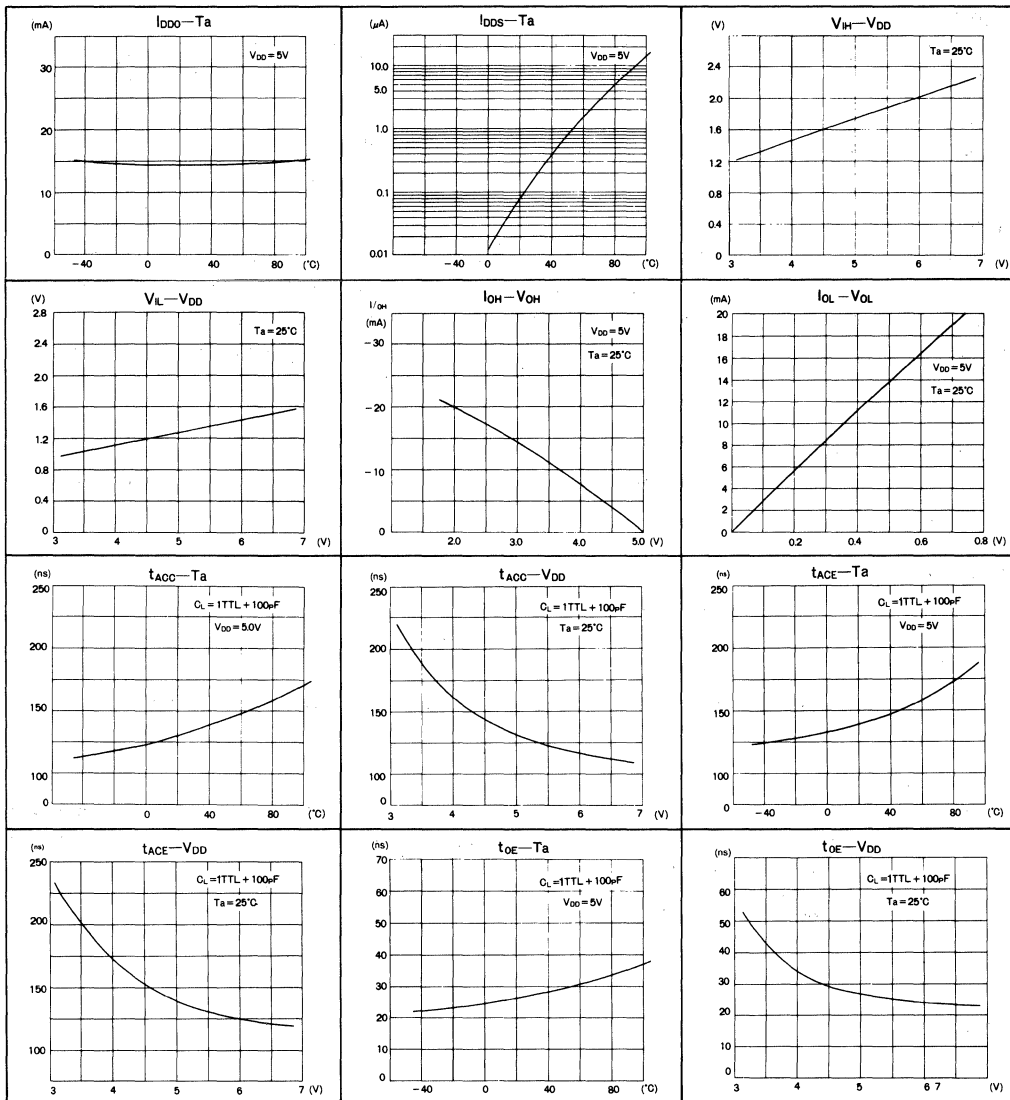 IDDO—Ta
(mA)
VDD=5V
30
20
10
0
−40 0 40 80 (°C)
IDDS—Ta
(μA)
VDD=5V
10.0
5.0
1.0
0.1
0.01
0 40 80 (°C)
VIH—VDD
(V)
Ta=25°C
2.4
2.0
1.6
1.2
0.8
0.4
0
3 4 5 6 7 (V)
VIL—VDD
(V)
2.8
Ta=25°C
2.4
2.0
1.6
1.2
0.8
0.4
0
3 4 5 6 7 (V)
IOH—VOH
I/OH
(mA)
VDD=5V
−30
Ta=25°C
−20
−10
0
2.0 3.0 4.0 5.0 (V)
IOL—VOL
(mA)
20
18
16
VDD=5V
14
Ta=25°C
12
10
8
6
4
2
0
0.2 0.4 0.6 0.8 (V)
tACC—Ta
(ns)
250
CL=1TTL+100pF
VDD=5.0V
200
150
100
0
0 40 80 (°C)
tACC—VDD
(ns)
250
CL=1TTL+100pF
Ta=25°C
200
150
100
0
3 4 5 6 7 (V)
tACE—Ta
(ns)
250
CL=1TTL+100pF
VDD=5V
200
150
100
0
−40 0 40 80 (°C)
tACE—VDD
(ns)
250
CL=1TTL+100pF
Ta=25°C
200
150
100
3 4 5 6 7 (V)
tOE—Ta
(ns)
70
CL=1TTL+100pF
60
VDD=5V
50
40
30
20
10
0
−40 0 40 80 (°C)
tOE—VDD
(ns)
70
CL=1TTL+100pF
60
Ta=25°C
50
40
30
20
10
0
3 4 5 6 7 (V)